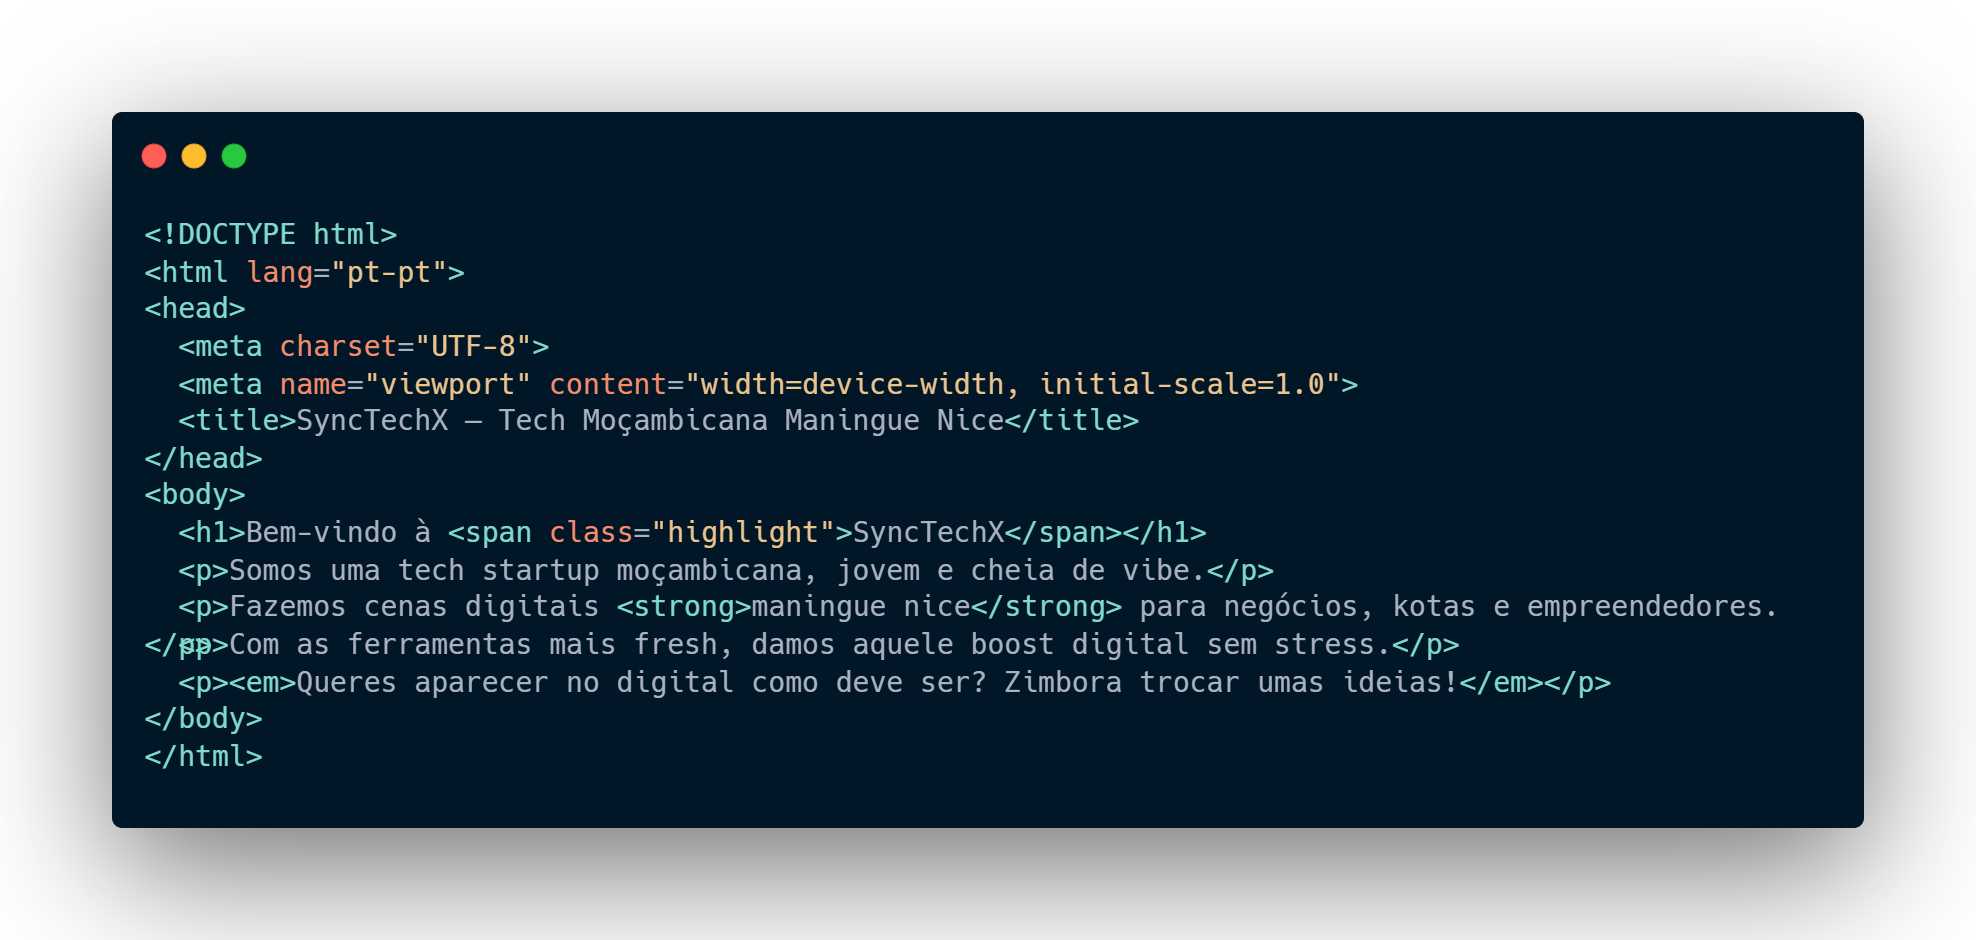 <!DOCTYPE html>
<html lang="pt-pt">
<head>
  <meta charset="UTF-8">
  <meta name="viewport" content="width=device-width, initial-scale=1.0">
  <title>SyncTechX – Tech Moçambicana Maningue Nice</title>
</head>
<body>
  <h1>Bem-vindo à <span class="highlight">SyncTechX</span></h1>
  <p>Somos uma tech startup moçambicana, jovem e cheia de vibe.</p>
  <p>Fazemos cenas digitais <strong>maningue nice</strong> para negócios, kotas e empreendedores.
</p>
  <p>Com as ferramentas mais fresh, damos aquele boost digital sem stress.</p>
  <p><em>Queres aparecer no digital como deve ser? Zimbora trocar umas ideias!</em></p>
</body>
</html>